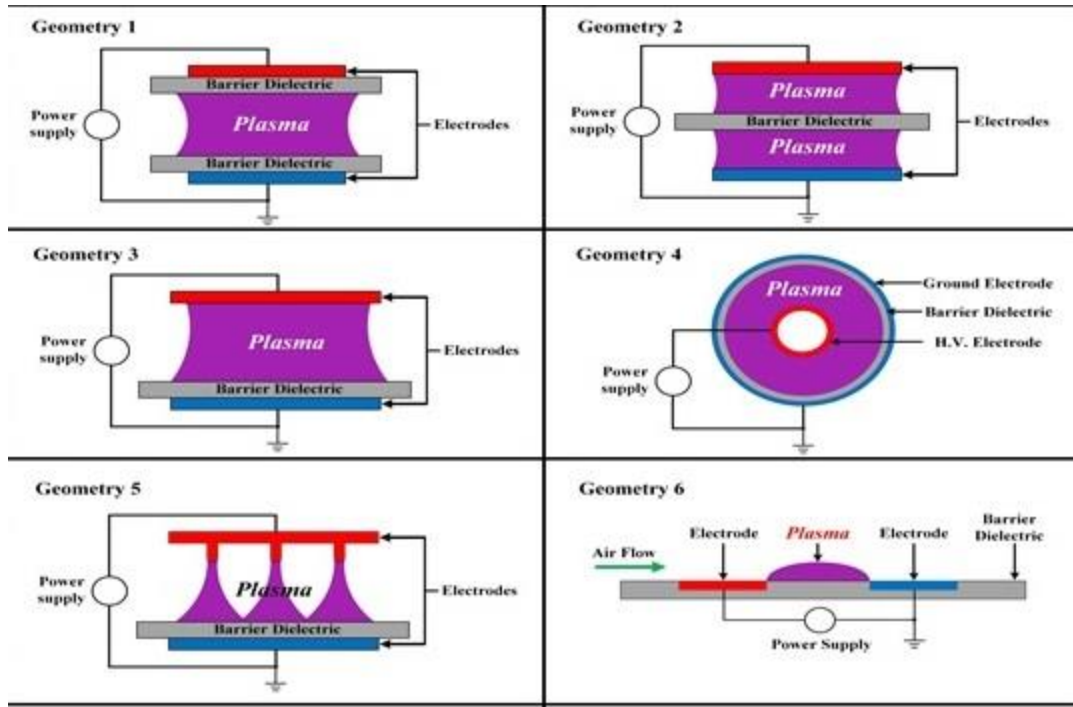 Geometry 1
Barrier Dielectric
Power
supply
Plasma
Electrodes
Barrier Dielectric
Geometry 2
Plasma
Power
supply
Barrier Dielectric
Electrodes
Plasma
Geometry 3
Power
supply
Plasma
Electrodes
Barrier Dielectric
Geometry 4
Plasma
Ground Electrode
Barrier Dielectric
H.V. Electrode
Power
supply
Geometry 5
Power
supply
Plasma
Electrodes
Barrier Dielectric
Geometry 6
Electrode
Plasma
Electrode
Barrier
Dielectric
Air Flow
Power Supply